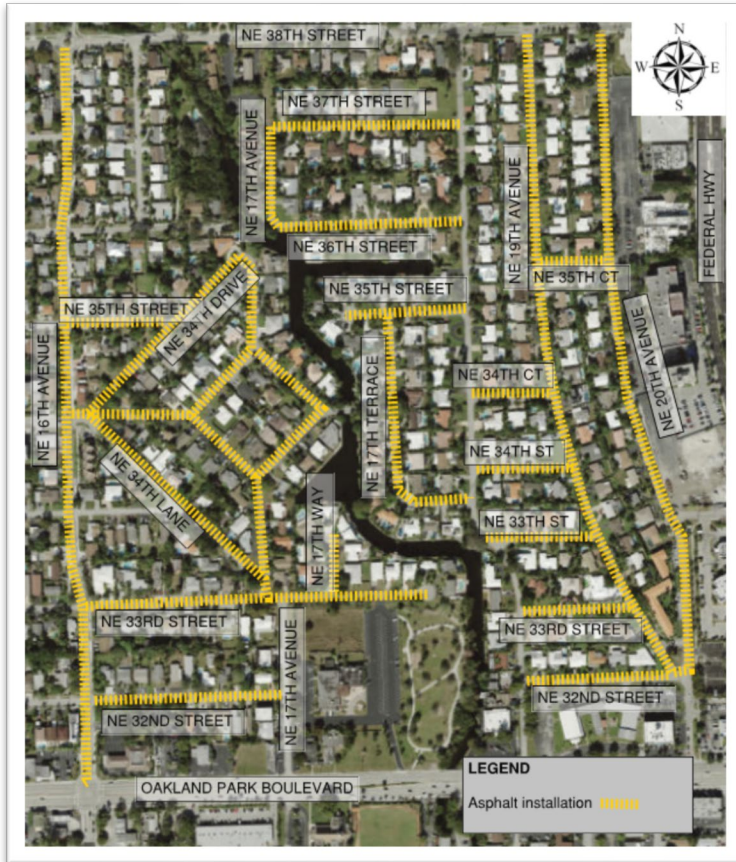 NE 38TH STREET
N
W E
S
NE 37TH STREET
NE 17TH AVENUE
NE 19TH AVENUE
FEDERAL HWY
NE 36TH STREET
NE 35TH STREET
NE 34TH DRIVE
NE 35TH STREET
NE 35TH CT
NE 16TH AVENUE
NE 17TH TERRACE
NE 34TH CT
NE 20TH AVENUE
NE 34TH LANE
NE 34TH ST
NE 17TH WAY
NE 33TH ST
NE 33RD STREET
NE 17TH AVENUE
NE 33RD STREET
NE 32ND STREET
NE 32ND STREET
OAKLAND PARK BOULEVARD
LEGEND
Asphalt installation